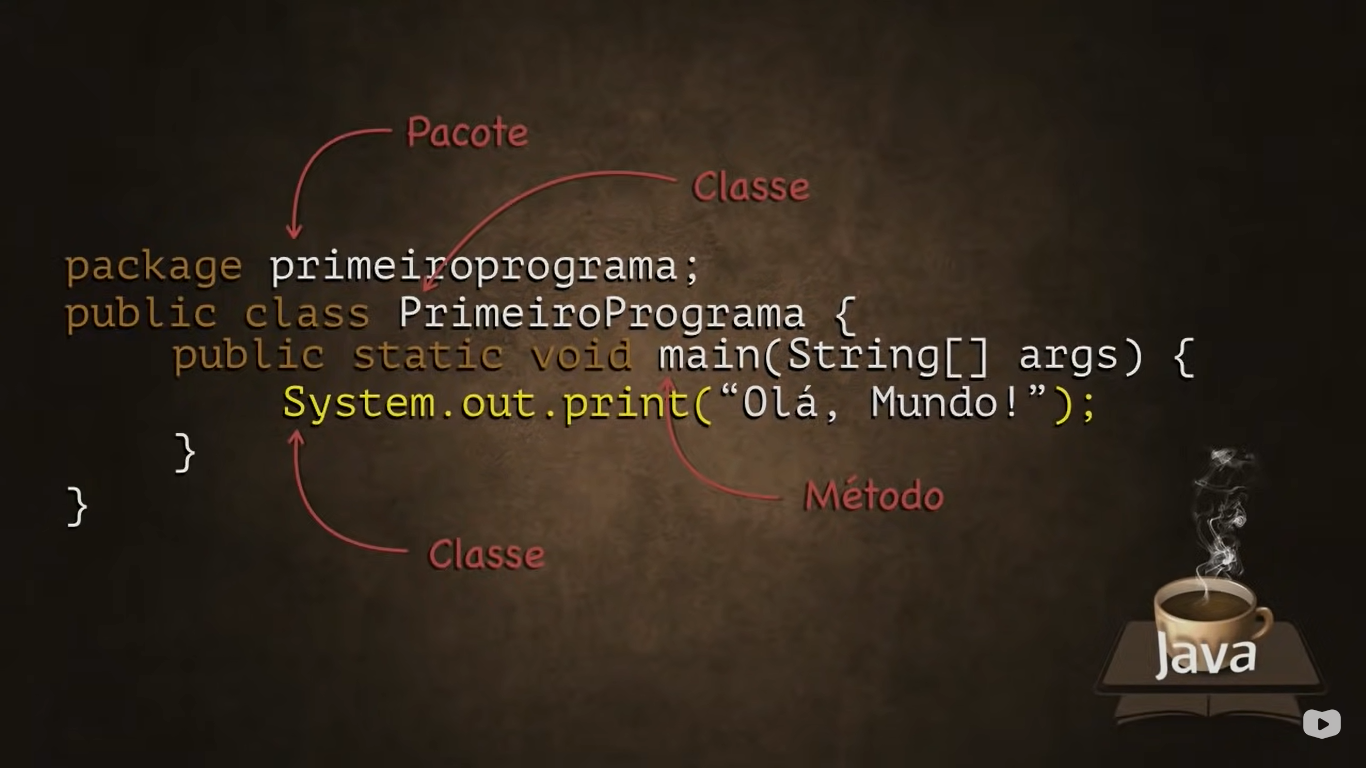 Pacote
Classe
package primeiroprograma;
public class PrimeiroPrograma {
public static void main(String[] args) {
System.out.print(“Olá, Mundo!”);
}
Método
}
Classe
Java